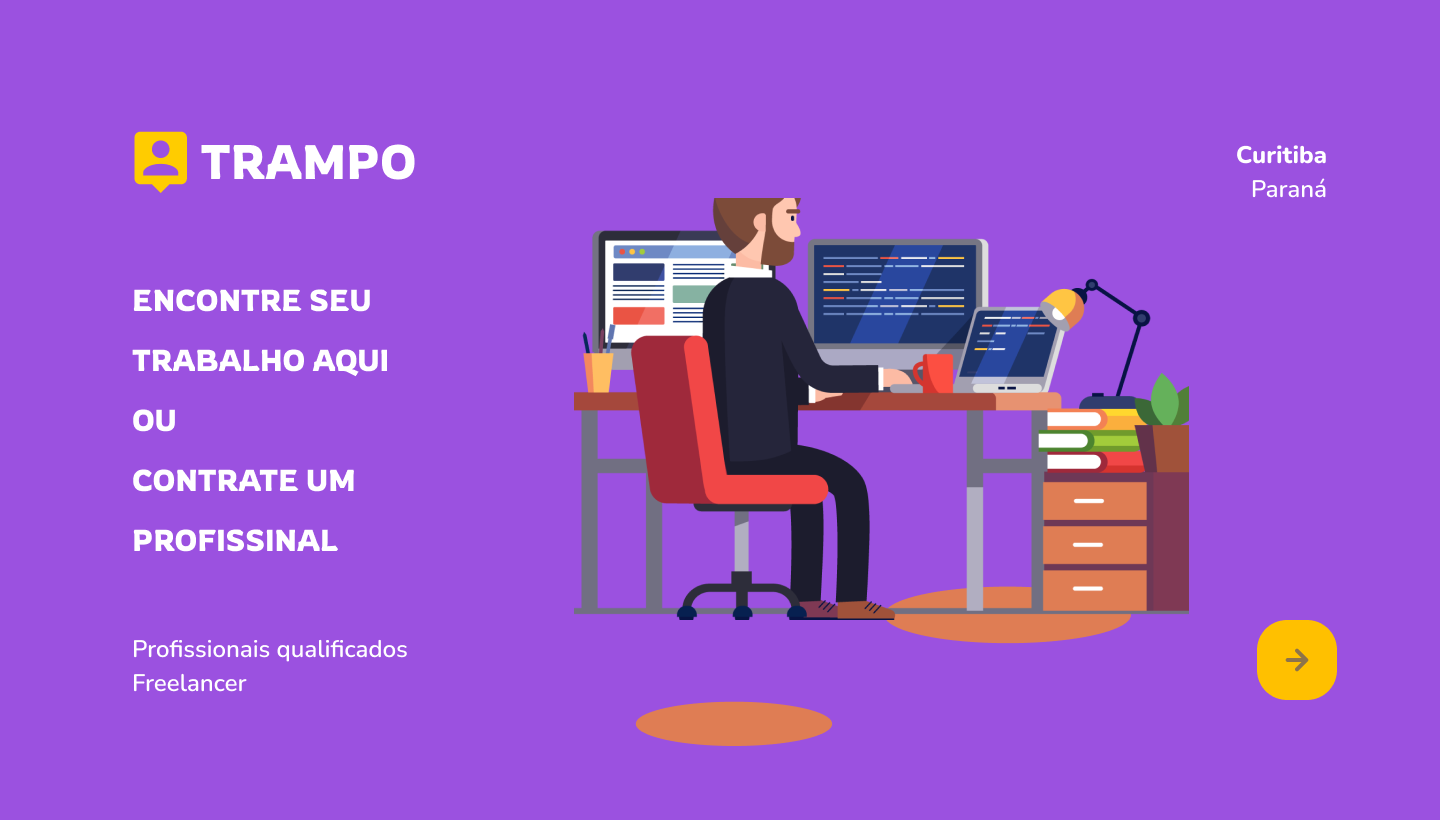 TRAMPO
Curitiba
Paraná
ENCONTRE SEU
TRABALHO AQUI
OU
CONTRATE UM
PROFISSINAL
Profissionais qualificados
Freelancer